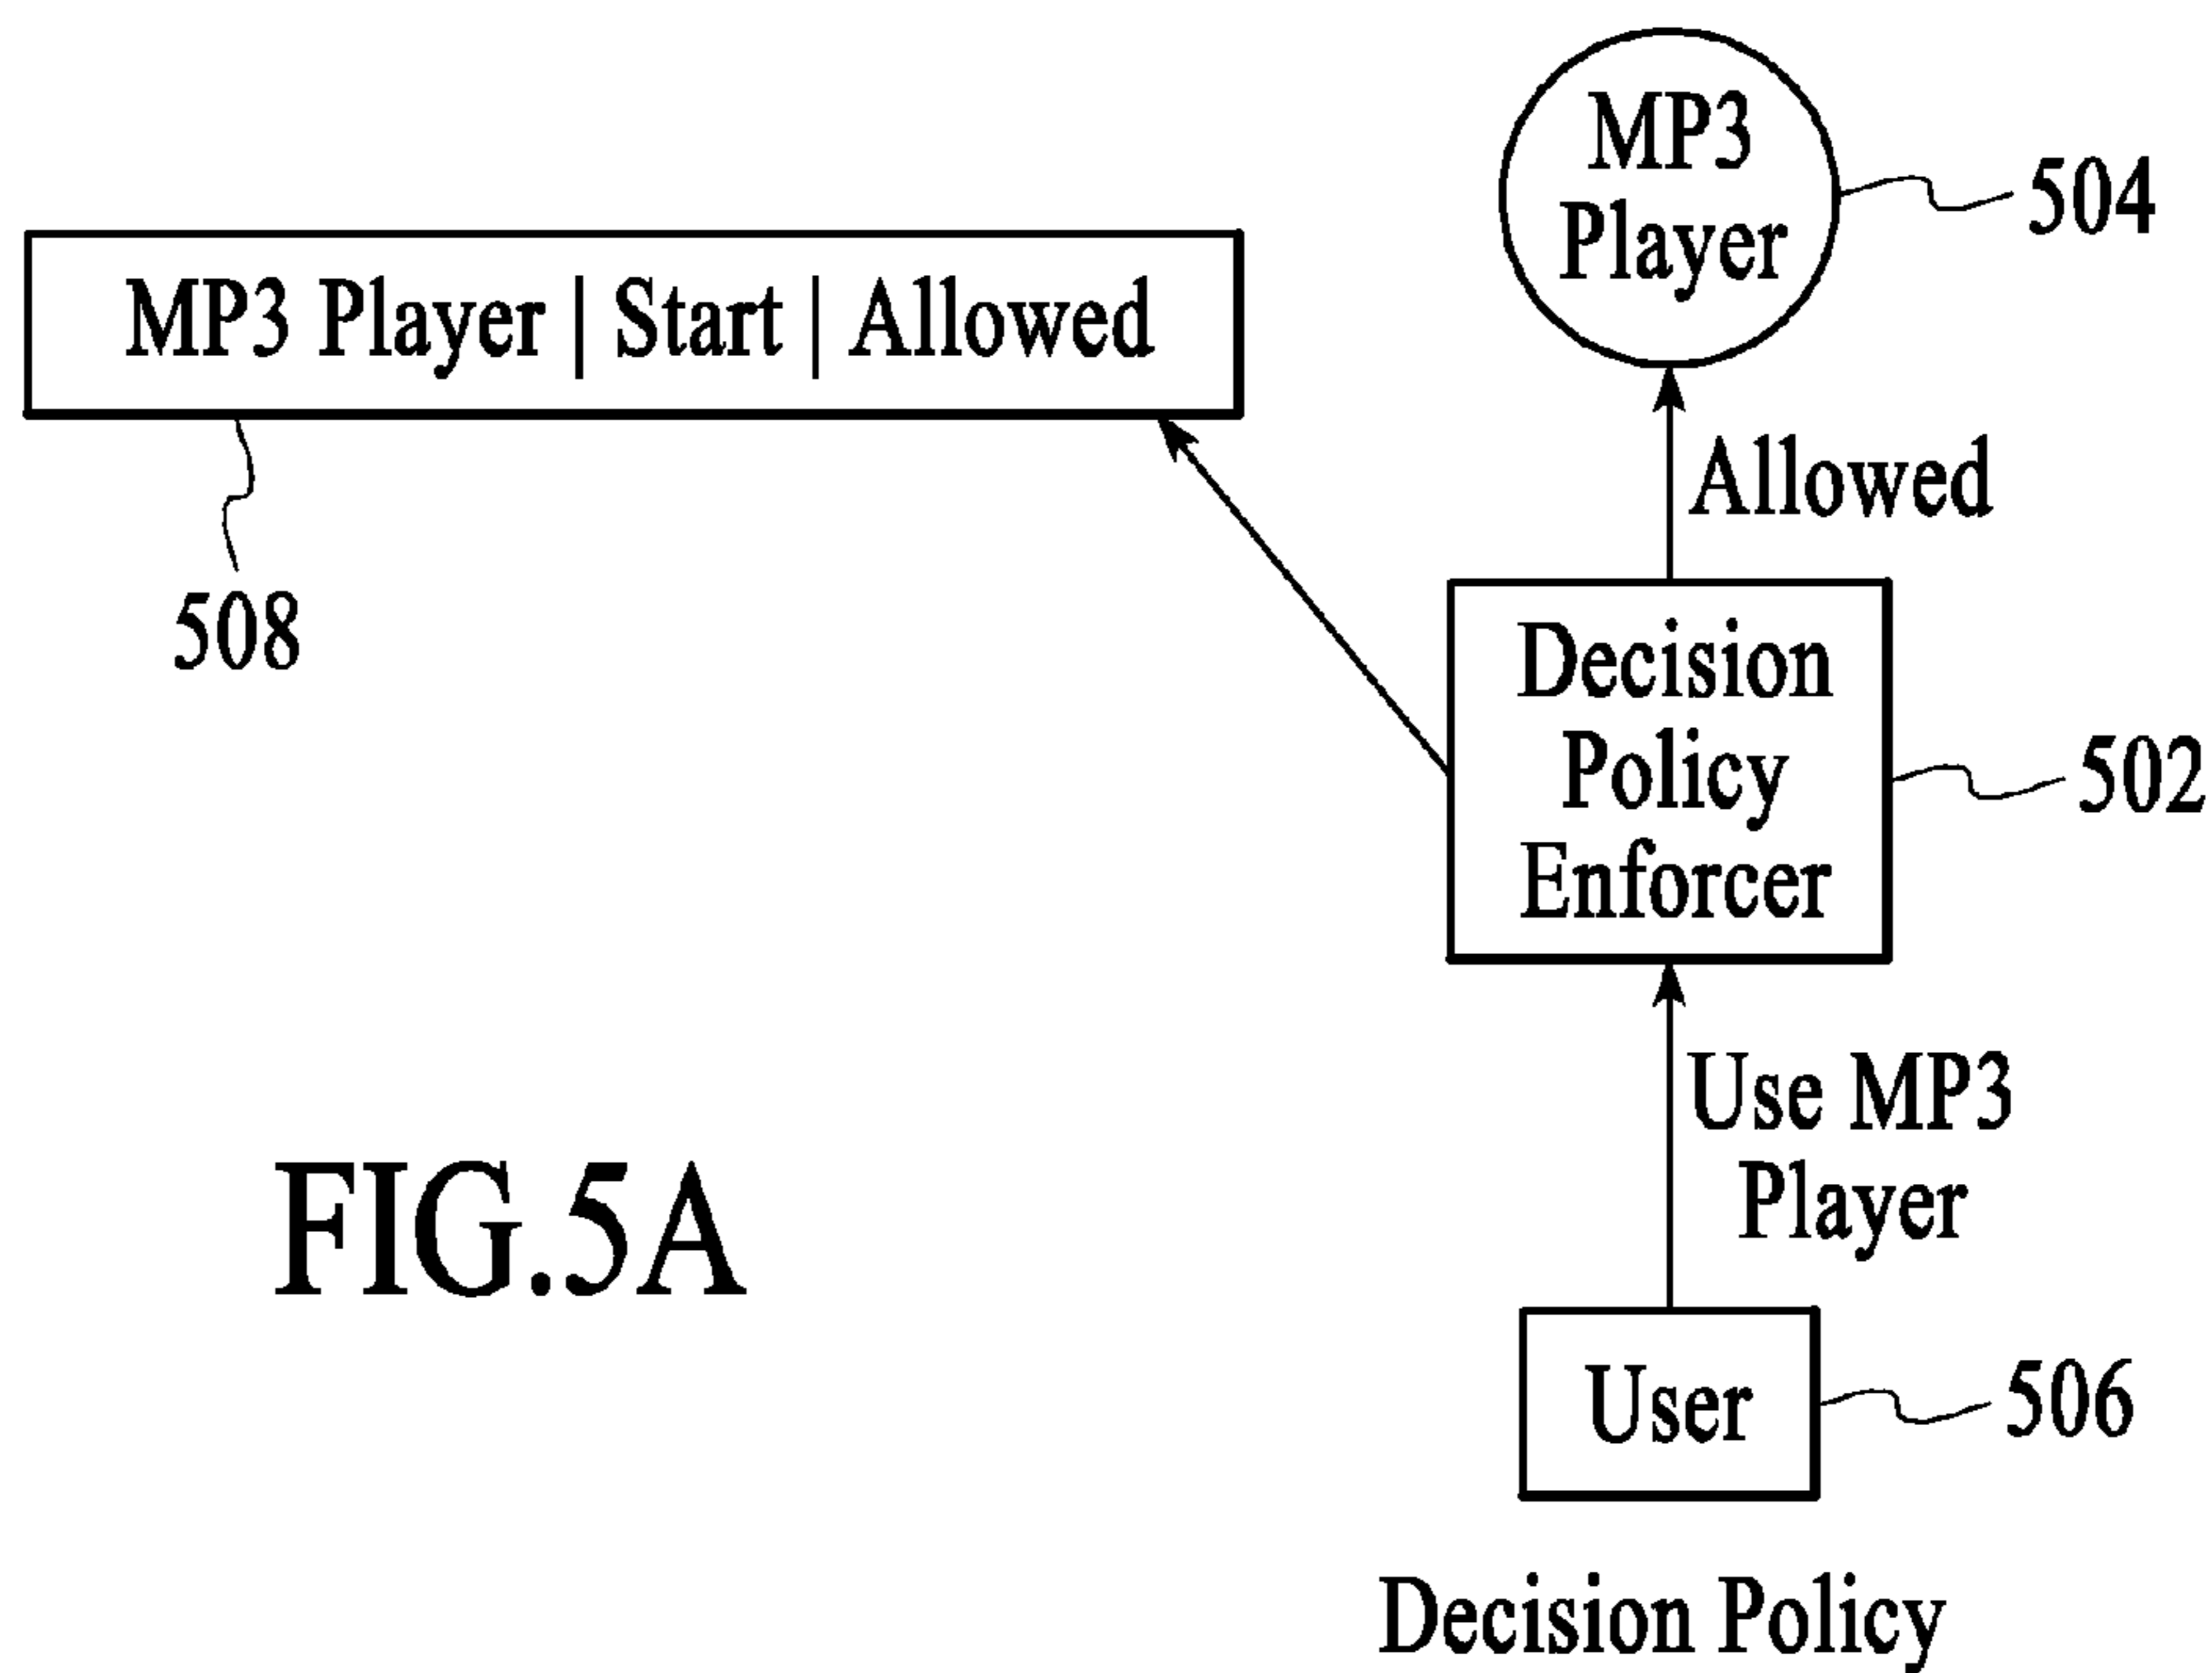 MP3
Player
504
MP3 Player | Start | Allowed
508
Allowed
Decision
Policy
Enforcer
502
Use MP3
Player
User
506
Decision Policy
FIG.5A